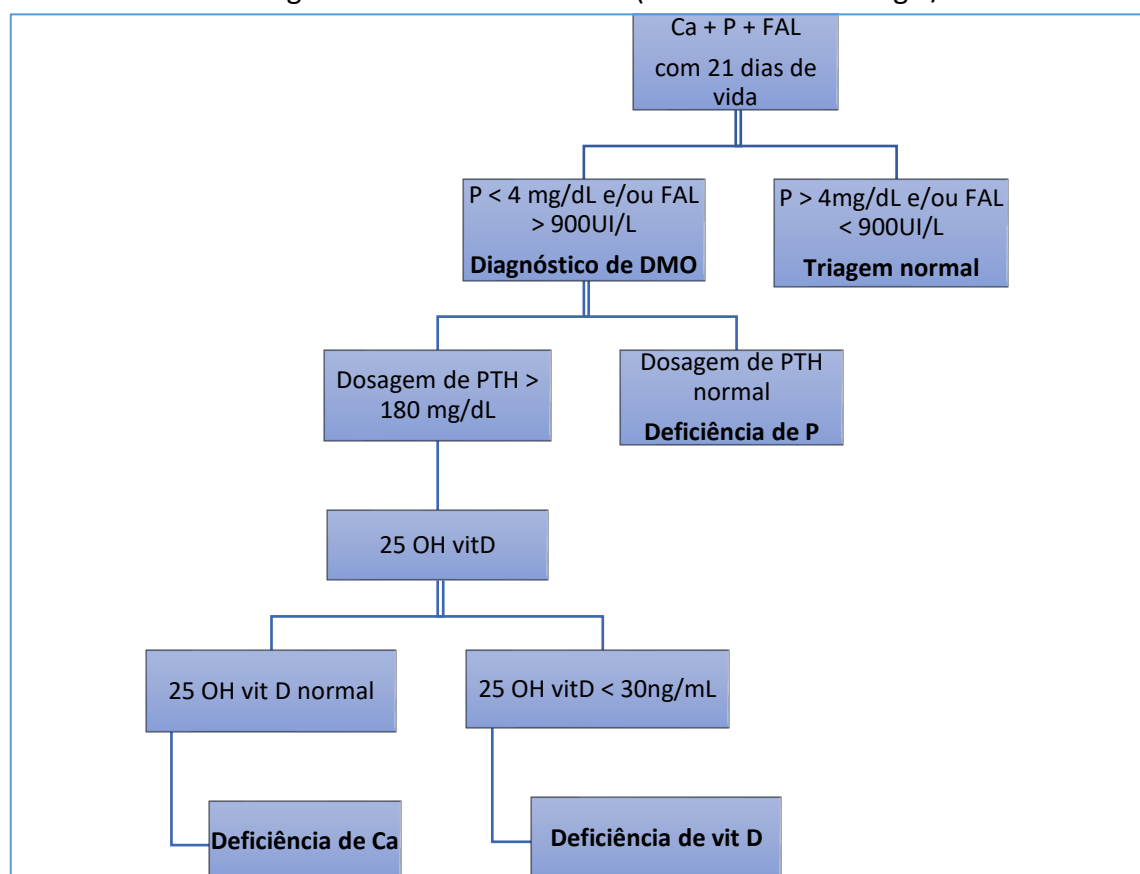 Ca + P + FAL
com 21 dias de
vida
P < 4 mg/dL e/ou FAL
> 900UI/L
Diagnóstico de DMO
P > 4mg/dL e/ou FAL
< 900UI/L
Triagem normal
Dosagem de PTH >
180 mg/dL
Dosagem de PTH
normal
Deficiência de P
25 OH vitD
25 OH vit D normal
25 OH vitD < 30ng/mL
Deficiência de Ca
Deficiência de vit D